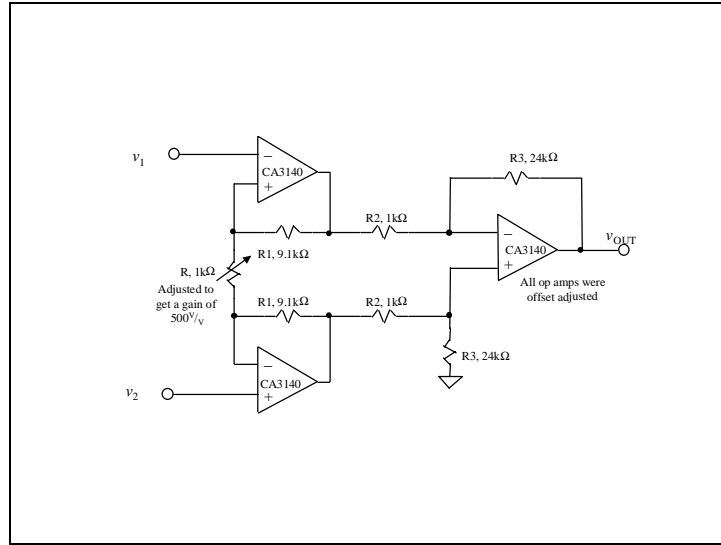 R3, 24kΩ
v1
−
CA3140
+
R2, 1kΩ
−
vOUT
CA3140
+
R, 1kΩ
R1, 9.1kΩ
All op amps were
offset adjusted
Adjusted to
get a gain of
500V/V
R1, 9.1kΩ
R2, 1kΩ
−
CA3140
+
R3, 24kΩ
v2